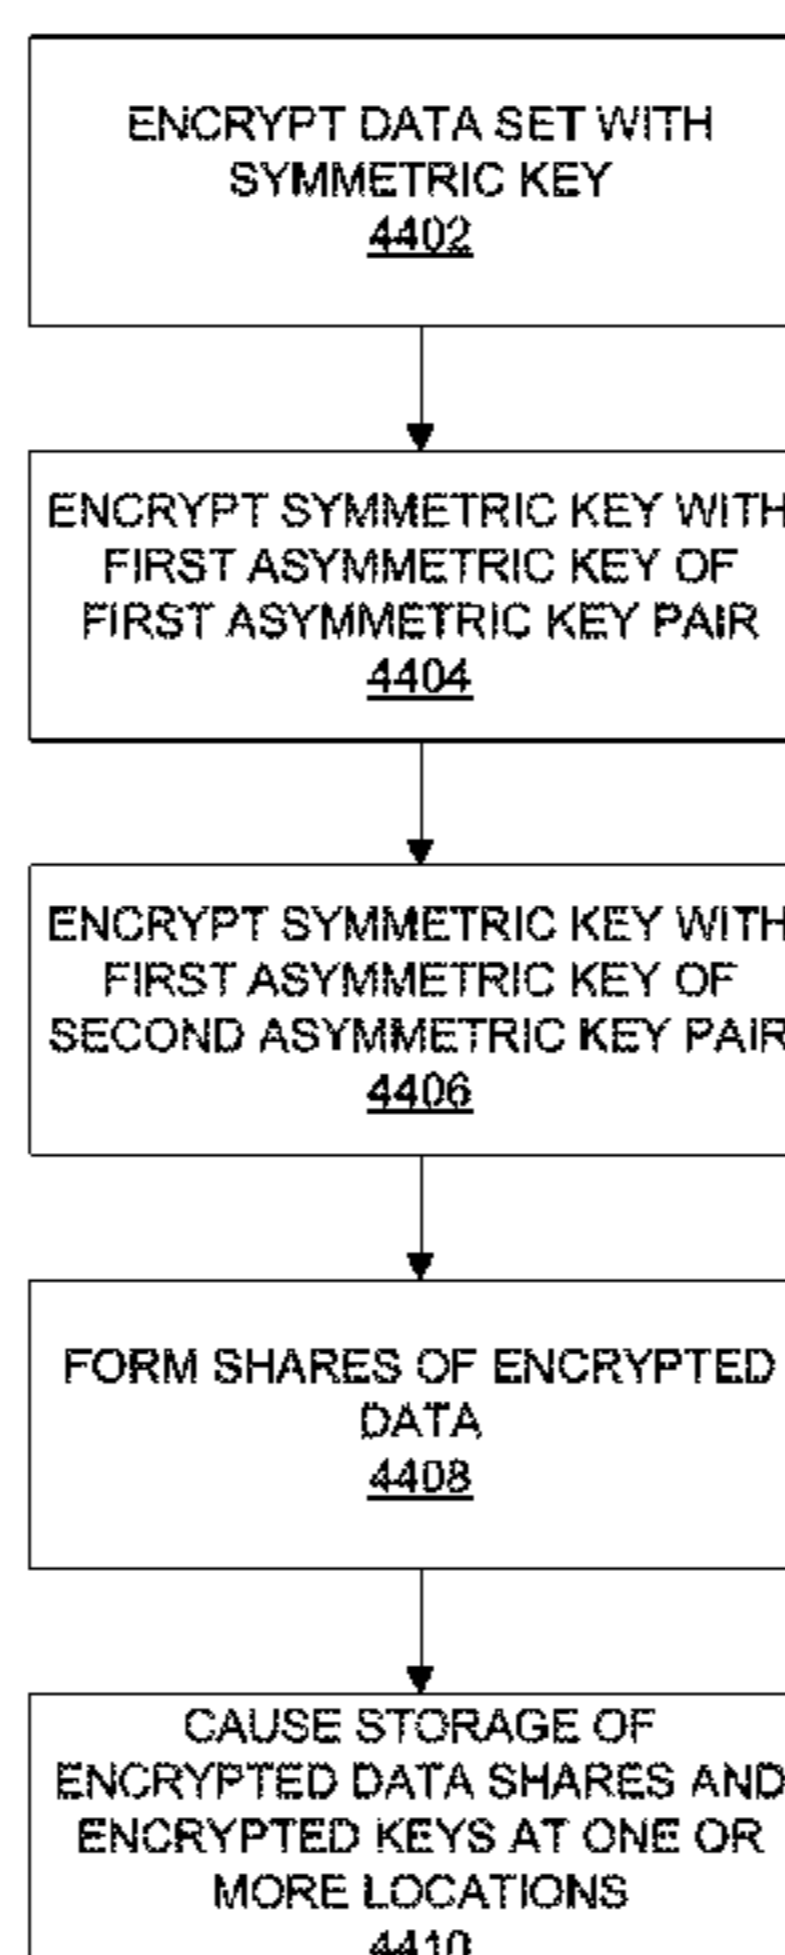 ENCRYPT DATA SET WITH
SYMMETRIC KEY
4402
ENCRYPT SYMMETRIC KEY WITH
FIRST ASYMMETRIC KEY OF
FIRST ASYMMETRIC KEY PAIR
4404
ENCRYPT SYMMETRIC KEY WITH
FIRST ASYMMETRIC KEY OF
SECOND ASYMMETRIC KEY PAIR
4406
FORM SHARES OF ENCRYPTED
DATA
4408
CAUSE STORAGE OF
ENCRYPTED DATA SHARES AND
ENCRYPTED KEYS AT ONE OR
MORE LOCATIONS
4410